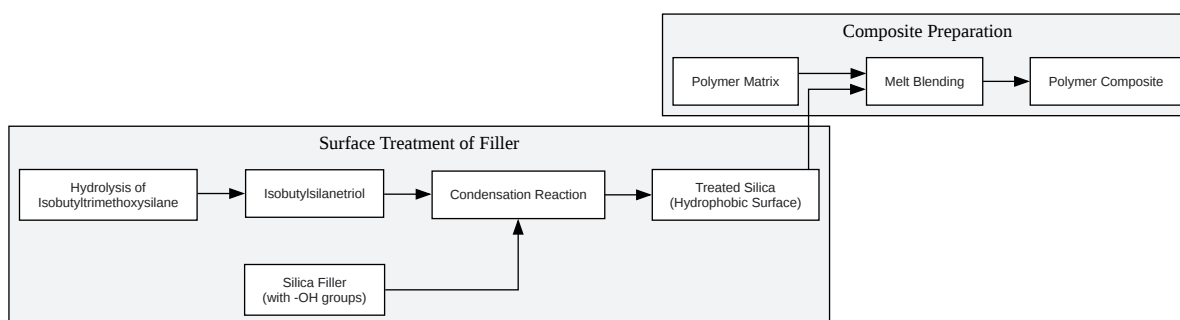 Composite Preparation
Polymer Matrix
Melt Blending
Polymer Composite
Surface Treatment of Filler
Hydrolysis of
Isobutyltrimethoxysilane
Isobutylsilanetriol
Condensation Reaction
Treated Silica
(Hydrophobic Surface)
Silica Filler
(with -OH groups)